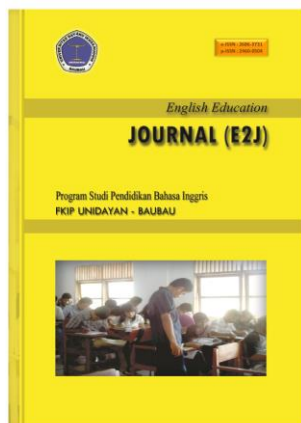 English Education
JOURNAL (E2J)
Program Studi Pendidikan Bahasa Inggris
FKIP UNIDAYAN - BAUBAU